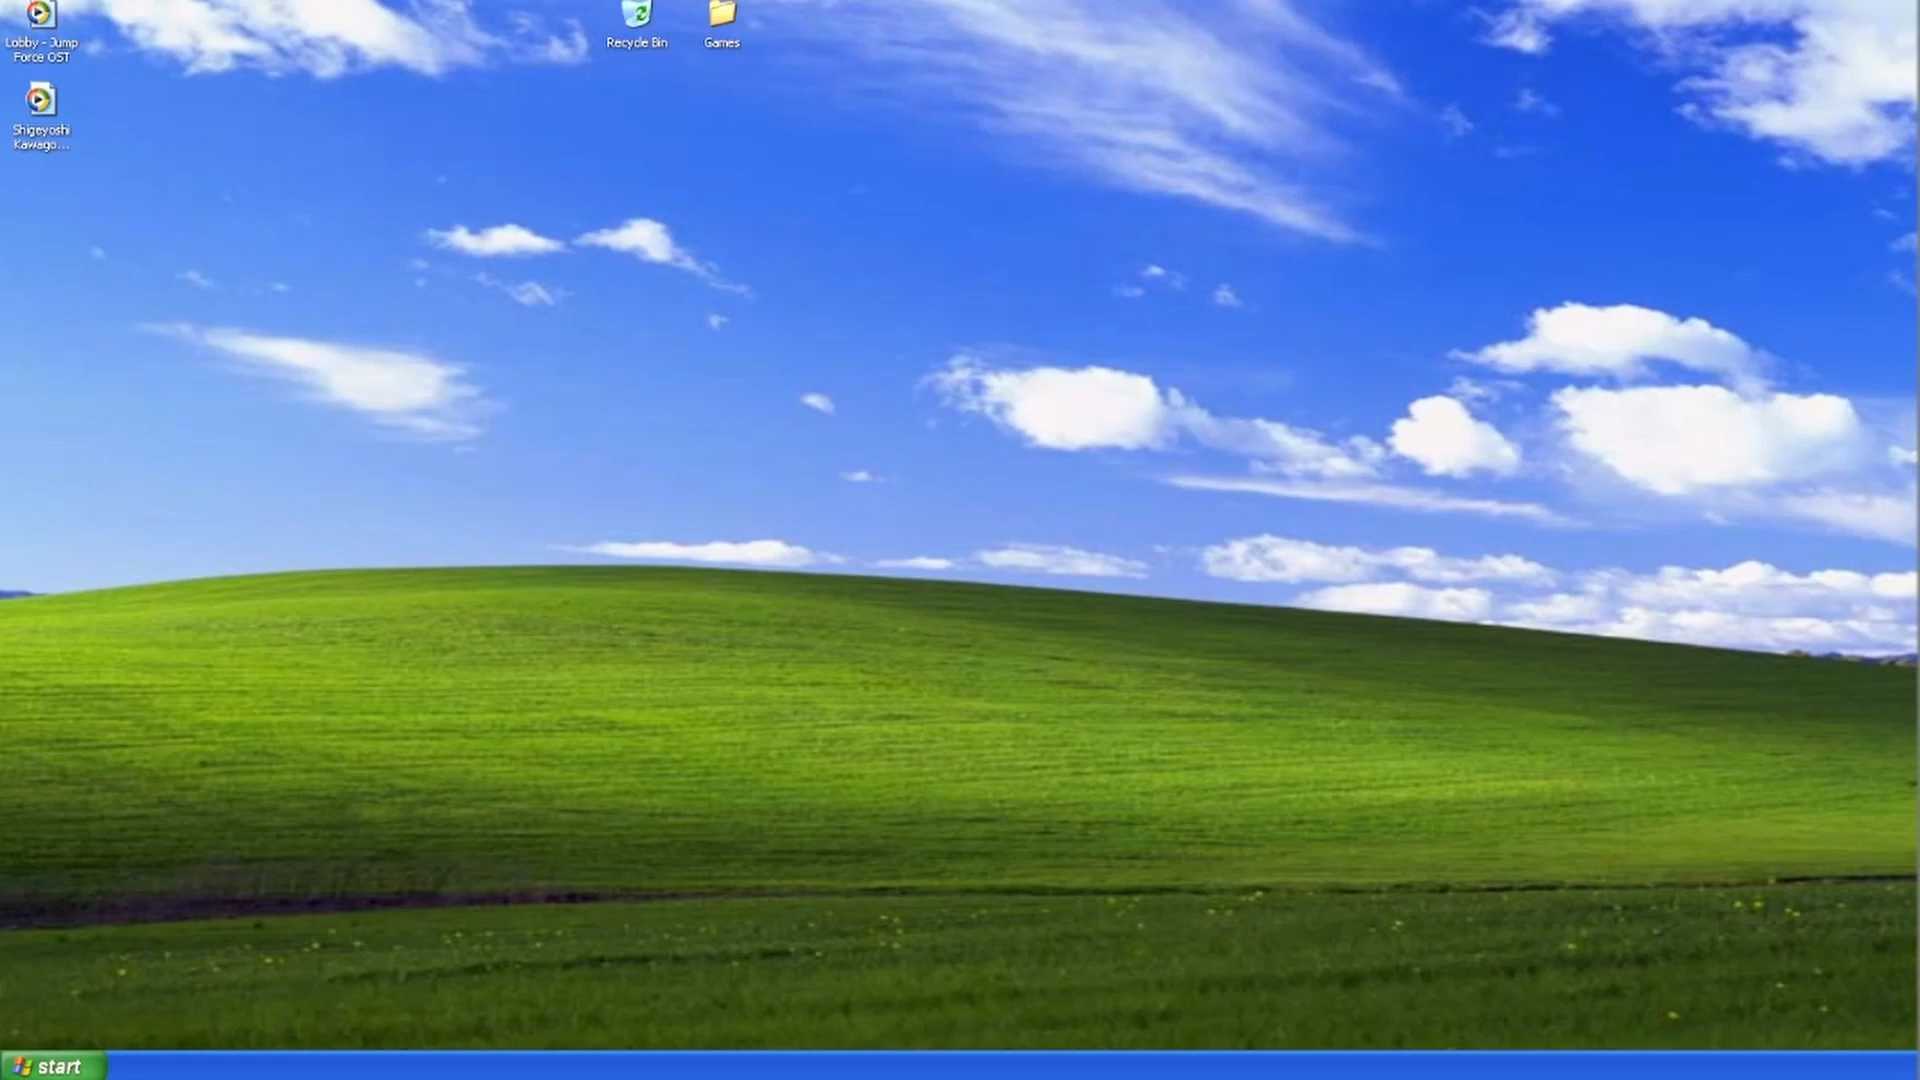 Lobby - Jump
Force OST
Recycle Bin
Games
Shigeyoshi
Kawago...
start